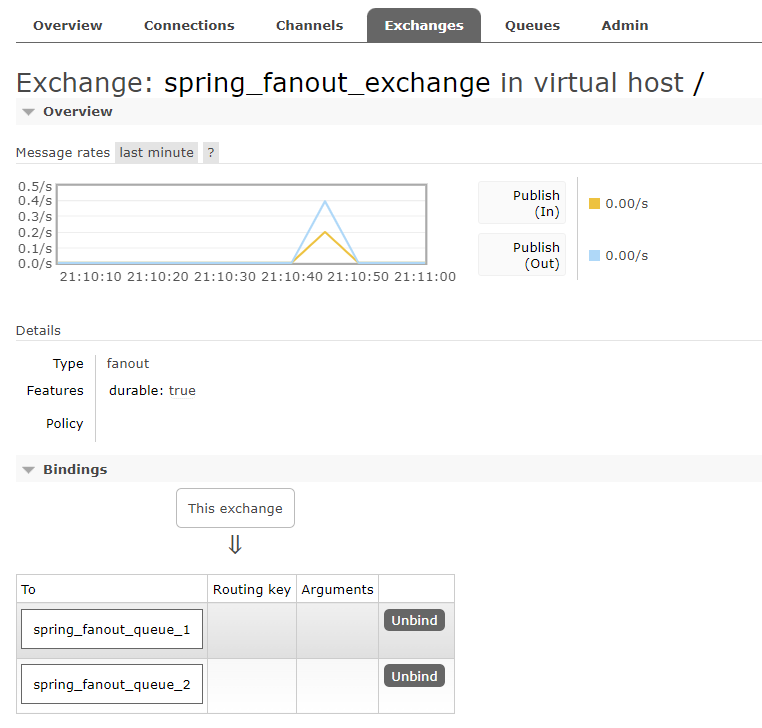 Overview Connections Channels Exchanges Queues Admin
Exchange: spring_fanout_exchange in virtual host /
Overview
Message rates last minute ?
0.5/s
0.4/s
0.3/s
0.2/s
0.1/s
0.0/s
21:10:10 21:10:20 21:10:30 21:10:40 21:10:50 21:11:00
Publish
(In)
0.00/s
Publish
(Out)
0.00/s
Details
Type fanout
Features durable: true
Policy
Bindings
This exchange
⇓
To Routing key Arguments
spring_fanout_queue_1 Unbind
spring_fanout_queue_2 Unbind